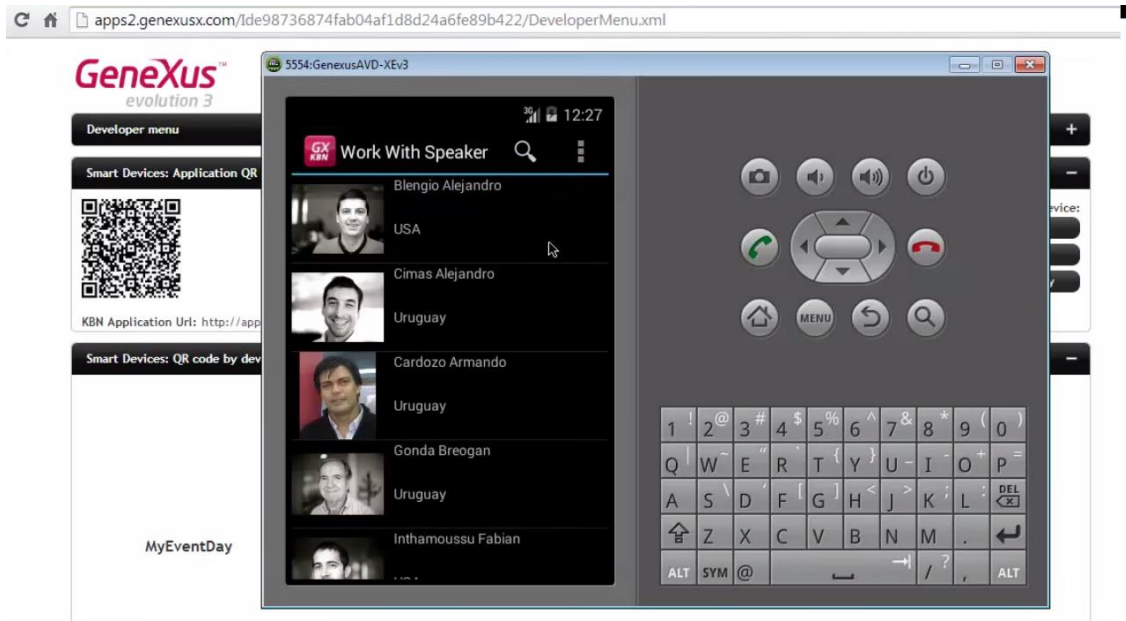 apps2.genexusx.com/Ide98736874fab04af1d8d24a6fe89b422/DeveloperMenu.xml
GeneXus™
evolution 3
Developer menu
+
Smart Devices: Application QR
−
KBN Application Url: http://app
Smart Devices: QR code by dev
−
MyEventDay
5554:GenexusAVD-XEv3
3G 12:27
GX KBN Work With Speaker
Blengio Alejandro
USA
Cimas Alejandro
Uruguay
Cardozo Armando
Uruguay
Gonda Breogan
Uruguay
Inthamoussu Fabian
MENU
1 ! 2 @ 3 # 4 $ 5 % 6 ^ 7 & 8 * 9 ( 0 )
Q | W ~ E " R ` T { Y } U - I - O + P =
A S \ D ' F [ G ] H < J > K ; L : DEL
Z X C V B N M .
ALT SYM @ / ? , ALT